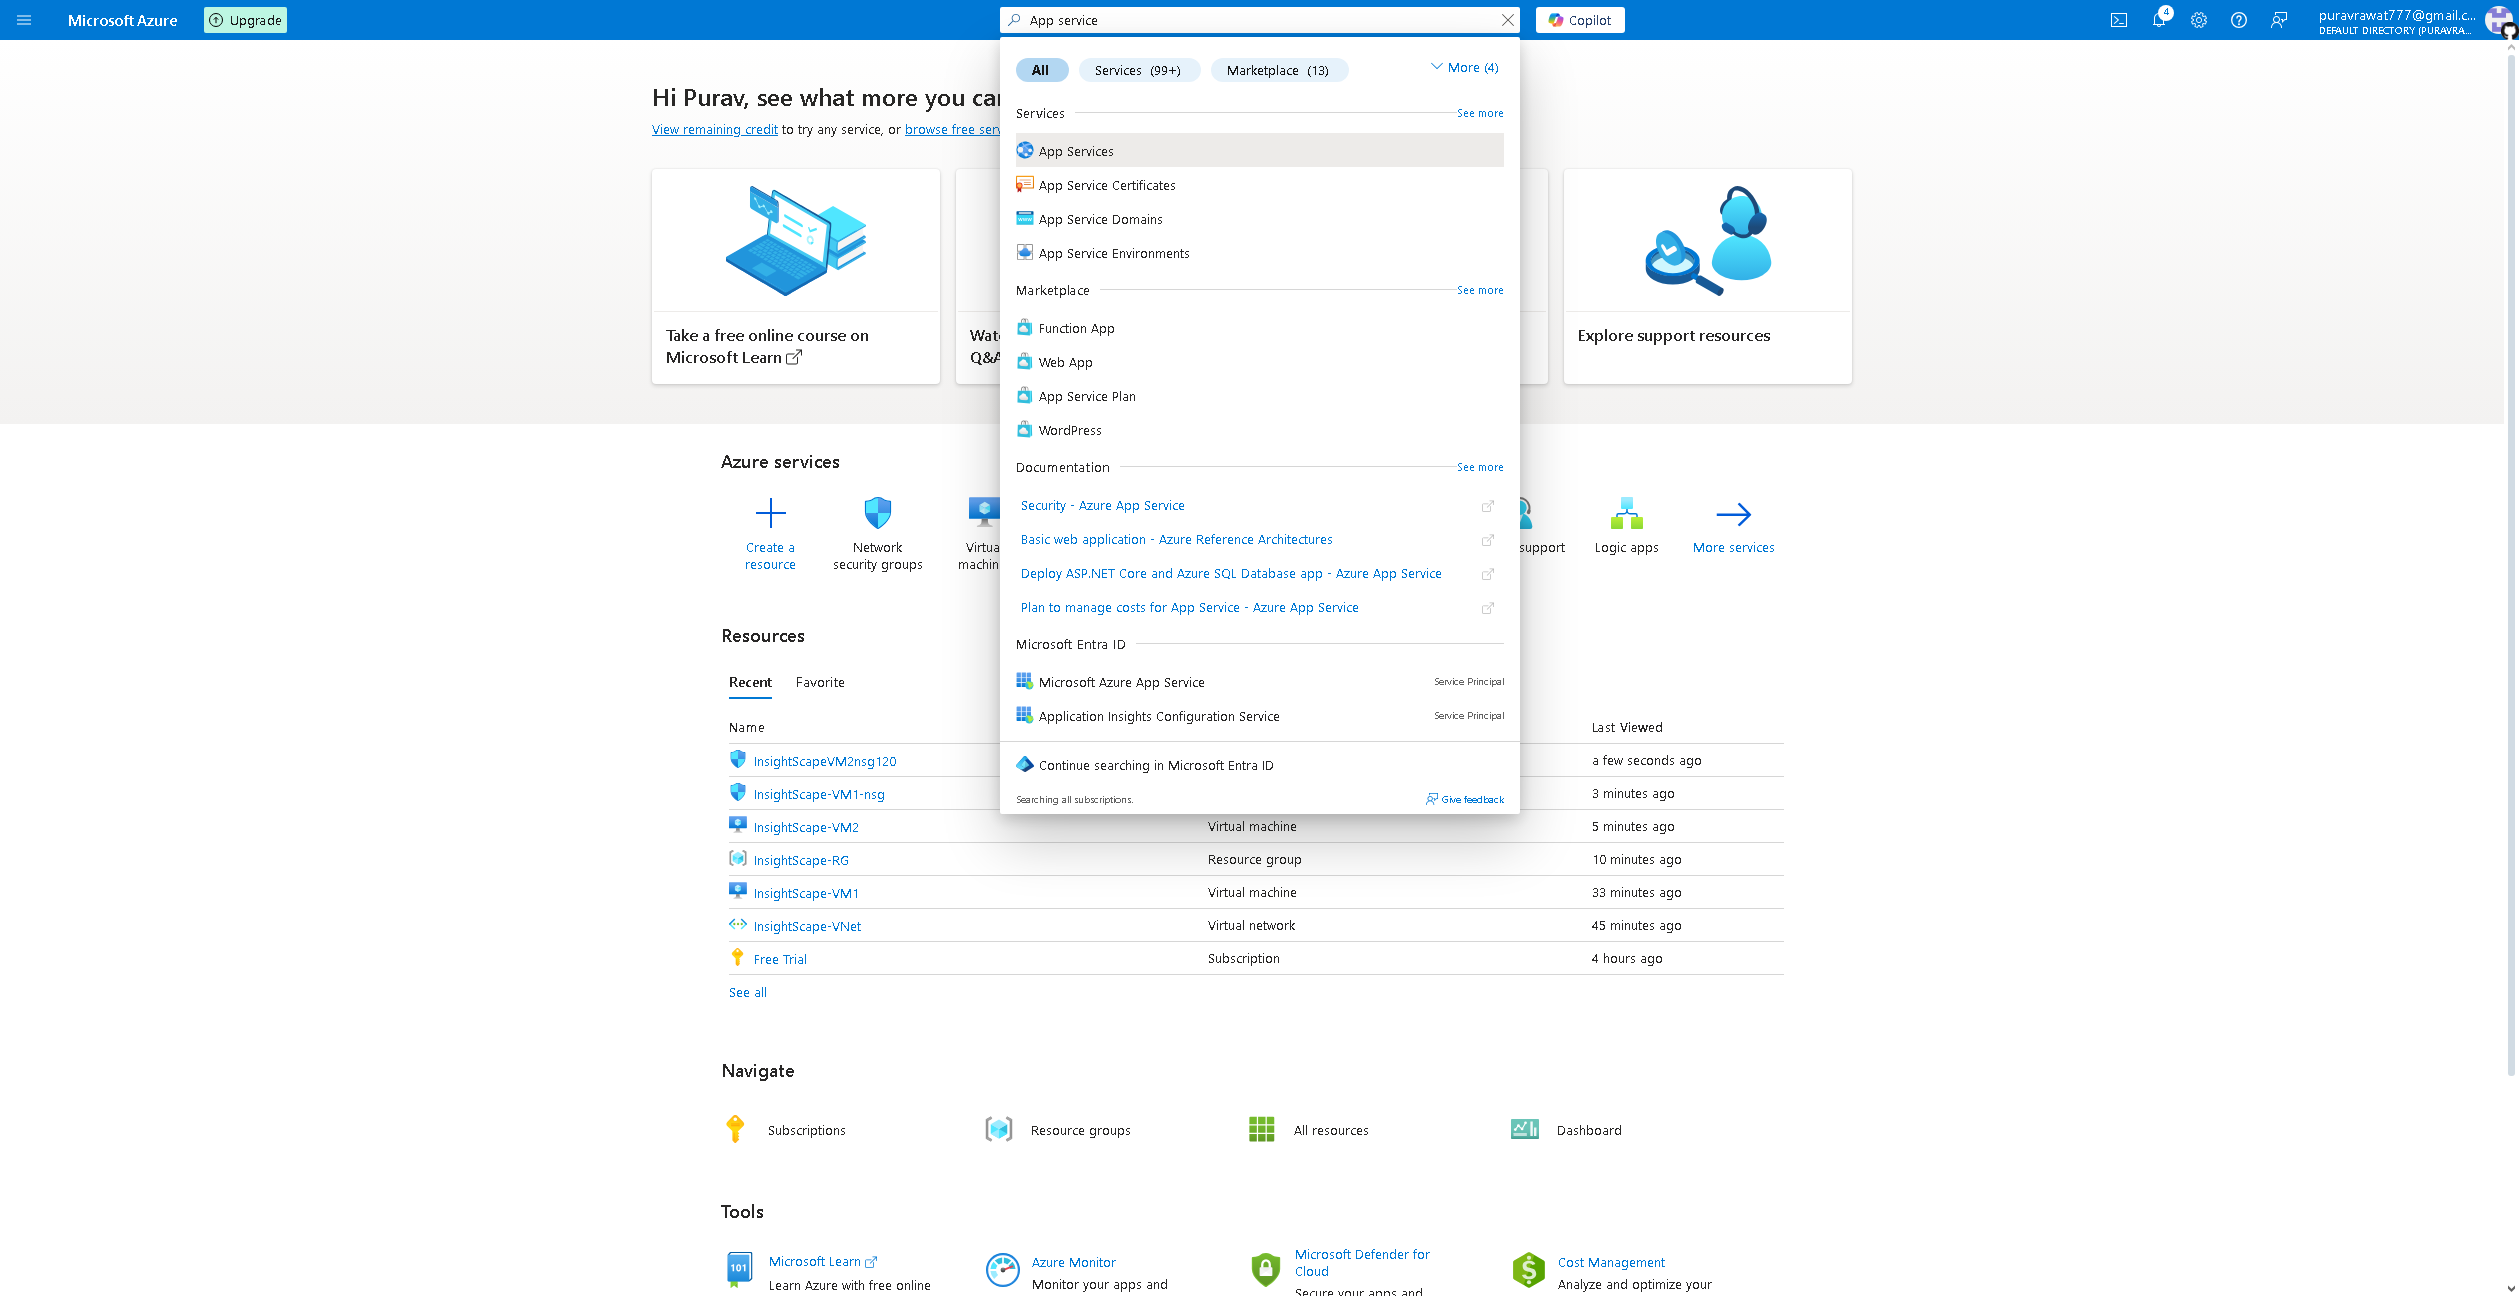 Microsoft Azure
Upgrade
App service
Copilot
4
puravrawat777@gmail.c...
DEFAULT DIRECTORY (PURAVRA...
All
Services (99+)
Marketplace (13)
More (4)
Hi Purav, see what more you ca
View remaining credit to try any service, or browse free serv
Services
See more
App Services
App Service Certificates
App Service Domains
App Service Environments
Marketplace
See more
Function App
Web App
App Service Plan
WordPress
Documentation
See more
Security - Azure App Service
Basic web application - Azure Reference Architectures
Deploy ASP.NET Core and Azure SQL Database app - Azure App Service
Plan to manage costs for App Service - Azure App Service
Microsoft Entra ID
Microsoft Azure App Service
Service Principal
Application Insights Configuration Service
Service Principal
Continue searching in Microsoft Entra ID
Searching all subscriptions.
Give feedback
Take a free online course on
Microsoft Learn
Wat
Q&A
Explore support resources
Azure services
Create a
resource
Network
security groups
Virtua
machin
support
Logic apps
More services
Resources
Recent
Favorite
Name
Last Viewed
InsightScapeVM2nsg120
a few seconds ago
InsightScape-VM1-nsg
3 minutes ago
InsightScape-VM2
Virtual machine
5 minutes ago
InsightScape-RG
Resource group
10 minutes ago
InsightScape-VM1
Virtual machine
33 minutes ago
InsightScape-VNet
Virtual network
45 minutes ago
Free Trial
Subscription
4 hours ago
See all
Navigate
Subscriptions
Resource groups
All resources
Dashboard
Tools
101
Microsoft Learn
Learn Azure with free online
Azure Monitor
Monitor your apps and
Microsoft Defender for
Cloud
Secure your apps and
Cost Management
Analyze and optimize your